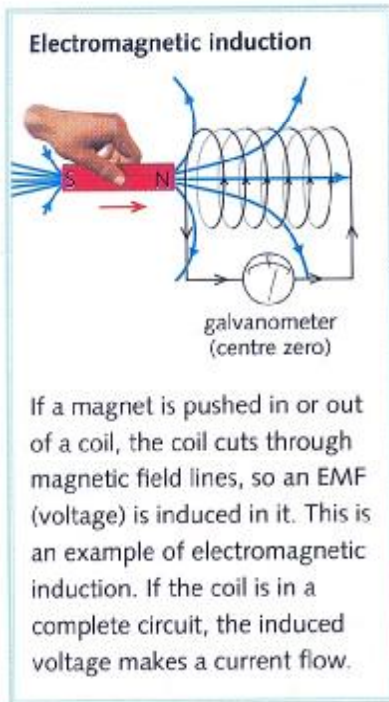 Electromagnetic induction
S
N
galvanometer
(centre zero)
If a magnet is pushed in or out
of a coil, the coil cuts through
magnetic field lines, so an EMF
(voltage) is induced in it. This is
an example of electromagnetic
induction. If the coil is in a
complete circuit, the induced
voltage makes a current flow.